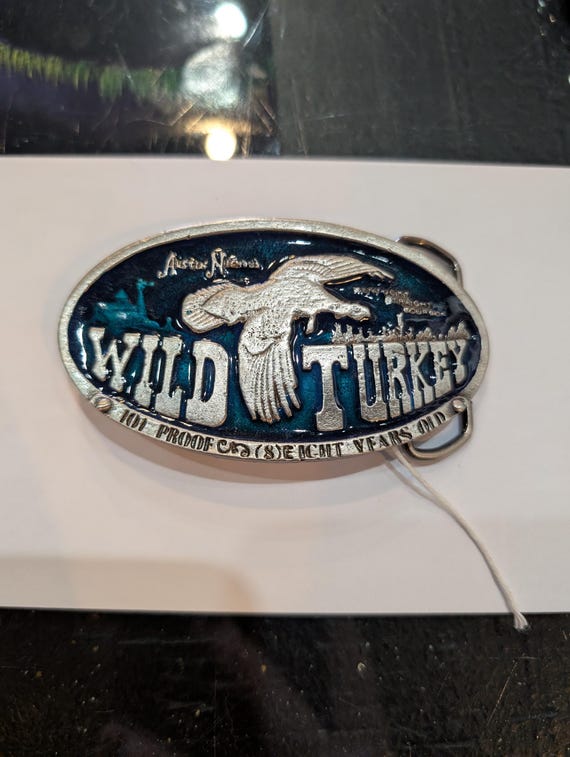 Austin Nichols
WILD TURKEY
101 PROOF (8) EIGHT YEARS OLD